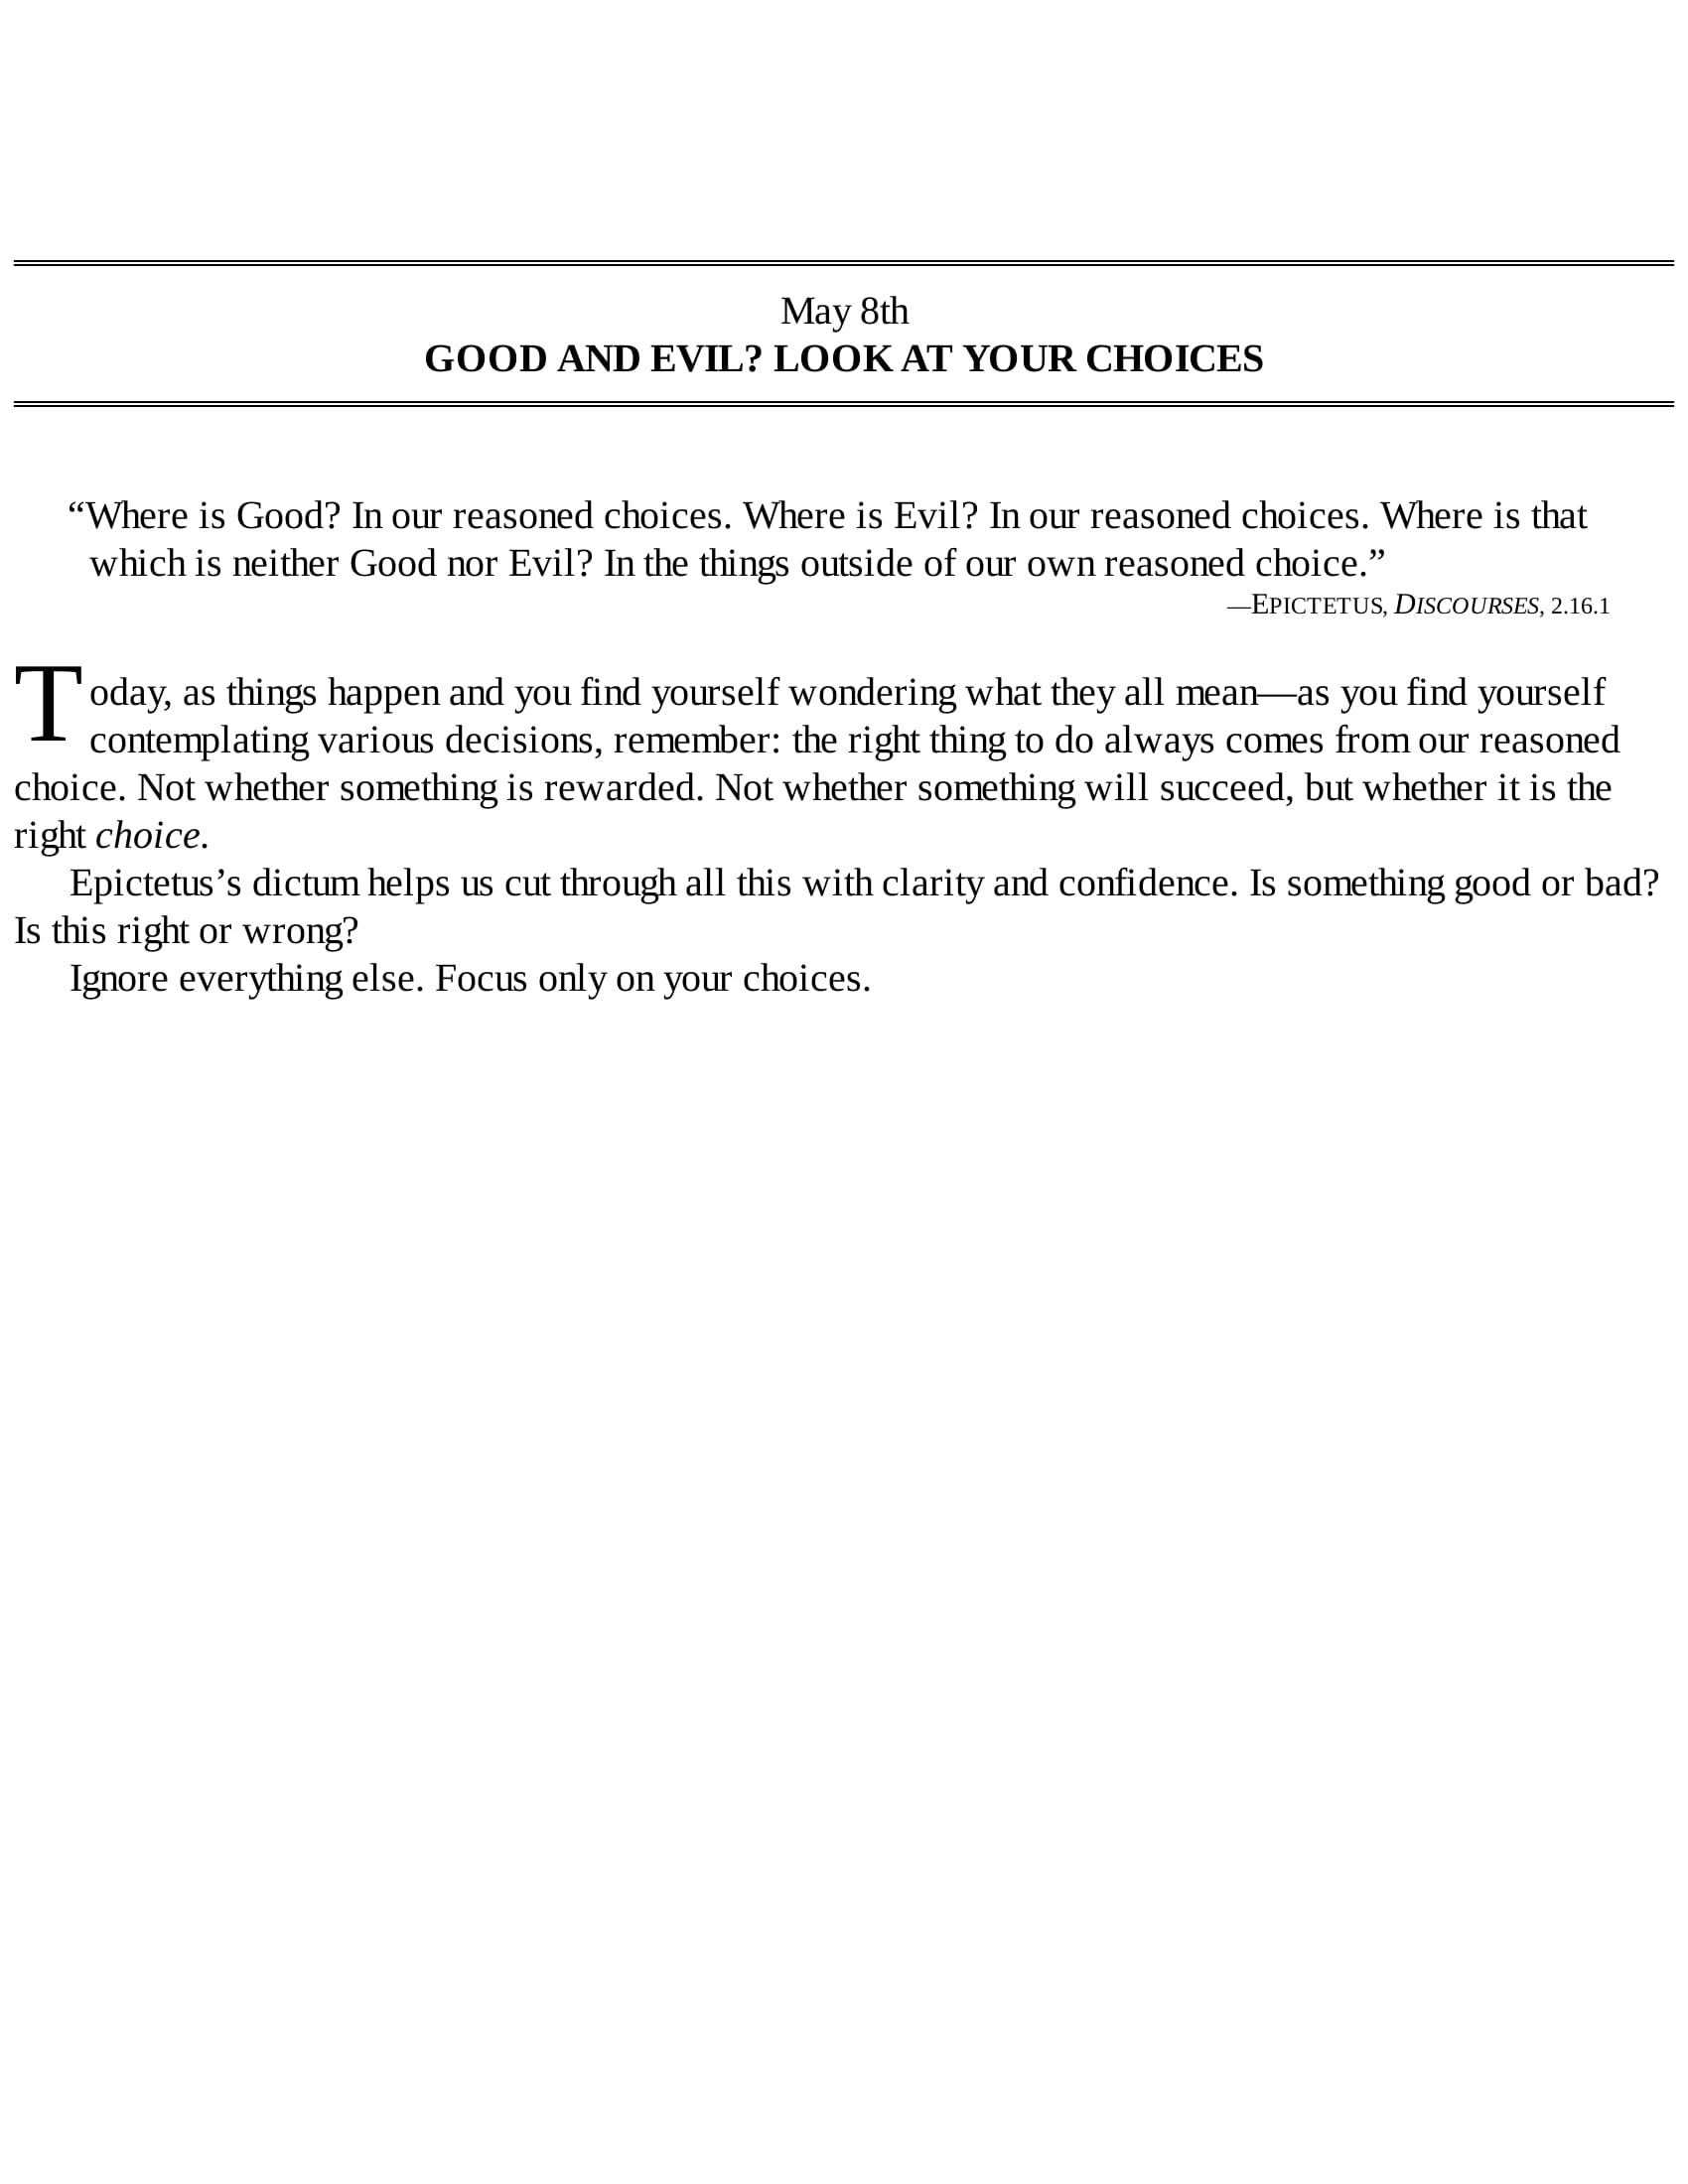 May 8th
GOOD AND EVIL? LOOK AT YOUR CHOICES
“Where is Good? In our reasoned choices. Where is Evil? In our reasoned choices. Where is that
which is neither Good nor Evil? In the things outside of our own reasoned choice.”
—EPICTETUS, DISCOURSES, 2.16.1
Today, as things happen and you find yourself wondering what they all mean—as you find yourself
contemplating various decisions, remember: the right thing to do always comes from our reasoned
choice. Not whether something is rewarded. Not whether something will succeed, but whether it is the
right choice.
Epictetus’s dictum helps us cut through all this with clarity and confidence. Is something good or bad?
Is this right or wrong?
Ignore everything else. Focus only on your choices.